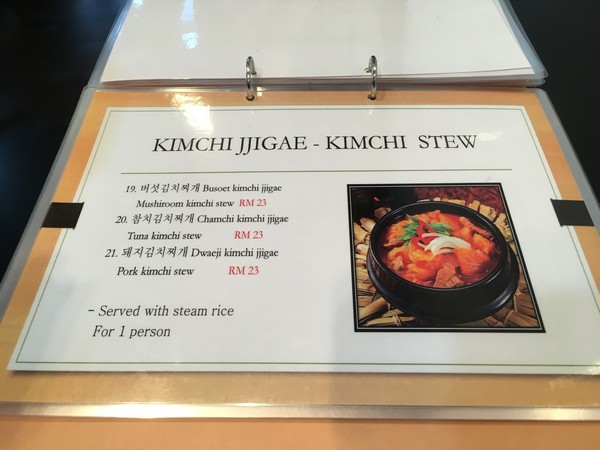 KIMCHI JJIGAE - KIMCHI STEW
19. 버섯김치찌개 Busoet kimchi jjigae
Mushiroom kimchi stew RM 23
20. 참치김치찌개 Chamchi kimchi jjigae
Tuna kimchi stew RM 23
21. 돼지김치찌개 Dwaeji kimchi jjigae
Pork kimchi stew RM 23
- Served with steam rice
For 1 person